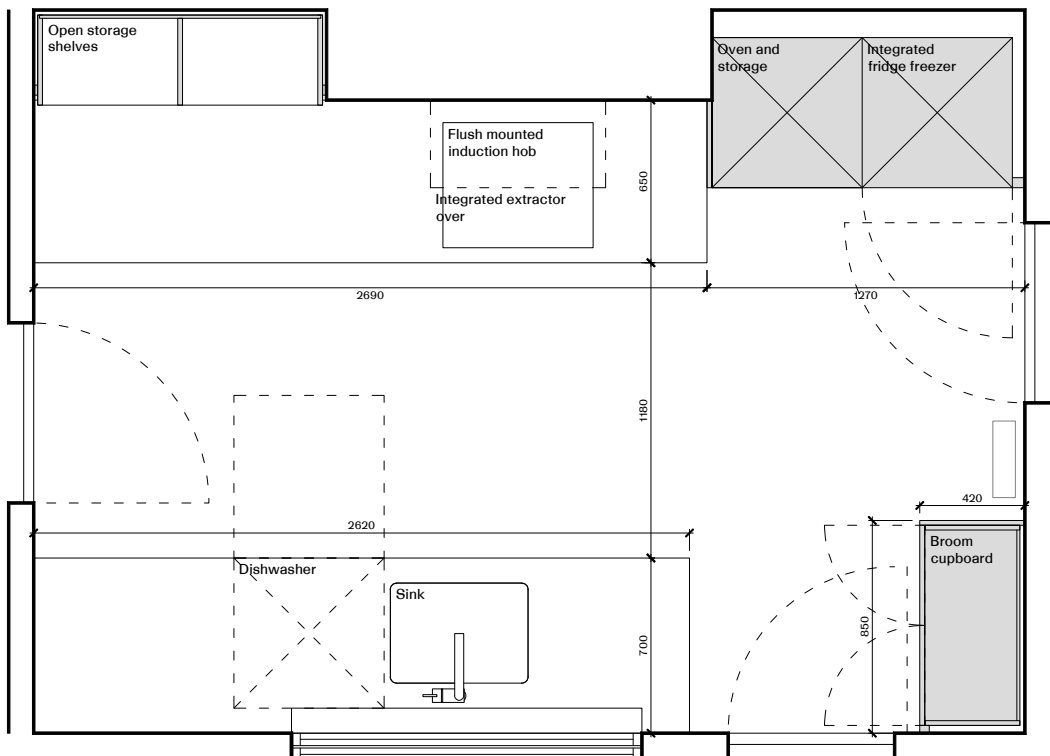 Open storage
shelves
Oven and
storage
Integrated
fridge freezer
Flush mounted
induction hob
650
Integrated extractor
over
2690
1270
1180
420
2620
Broom
cupboard
Dishwasher
Sink
850
700